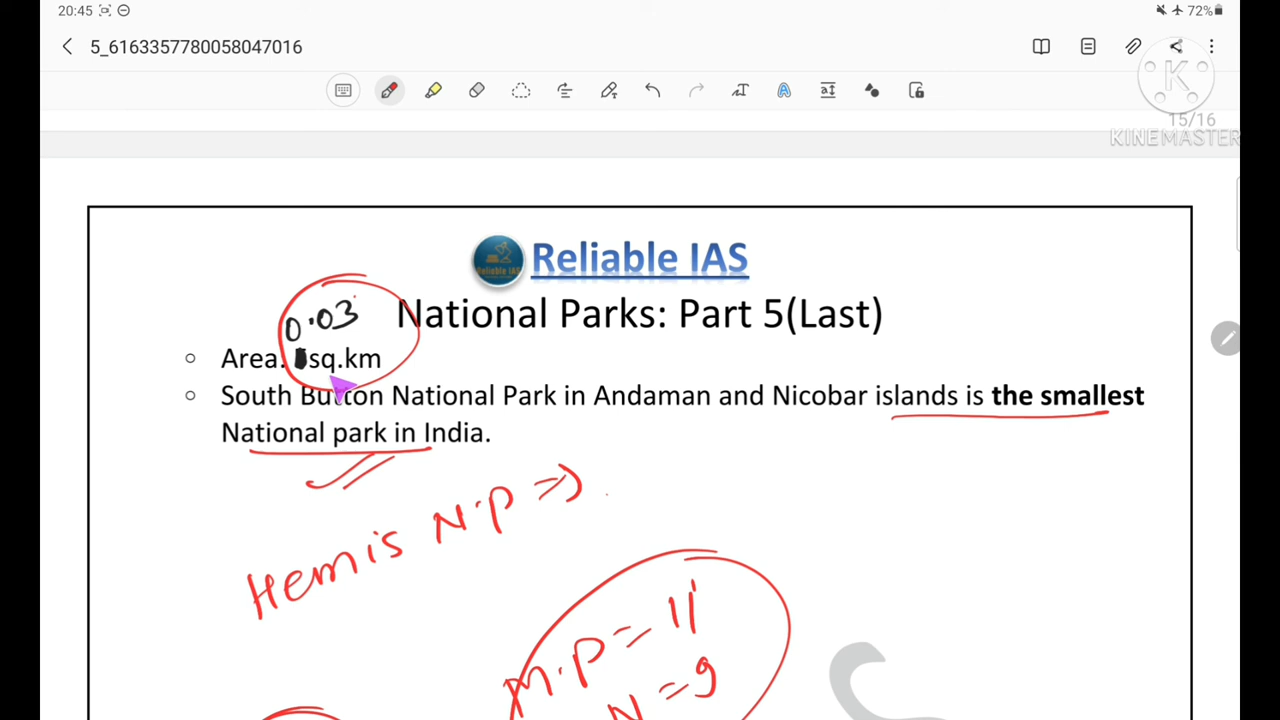 20:45
72%
5_6163357780058047016
15/16
KINEMASTER
Reliable IAS
National Parks: Part 5(Last)
0.03
Area: sq.km
South Button National Park in Andaman and Nicobar islands is the smallest
National park in India.
Hemis N.P ⇒
M.P = 11
N = 9